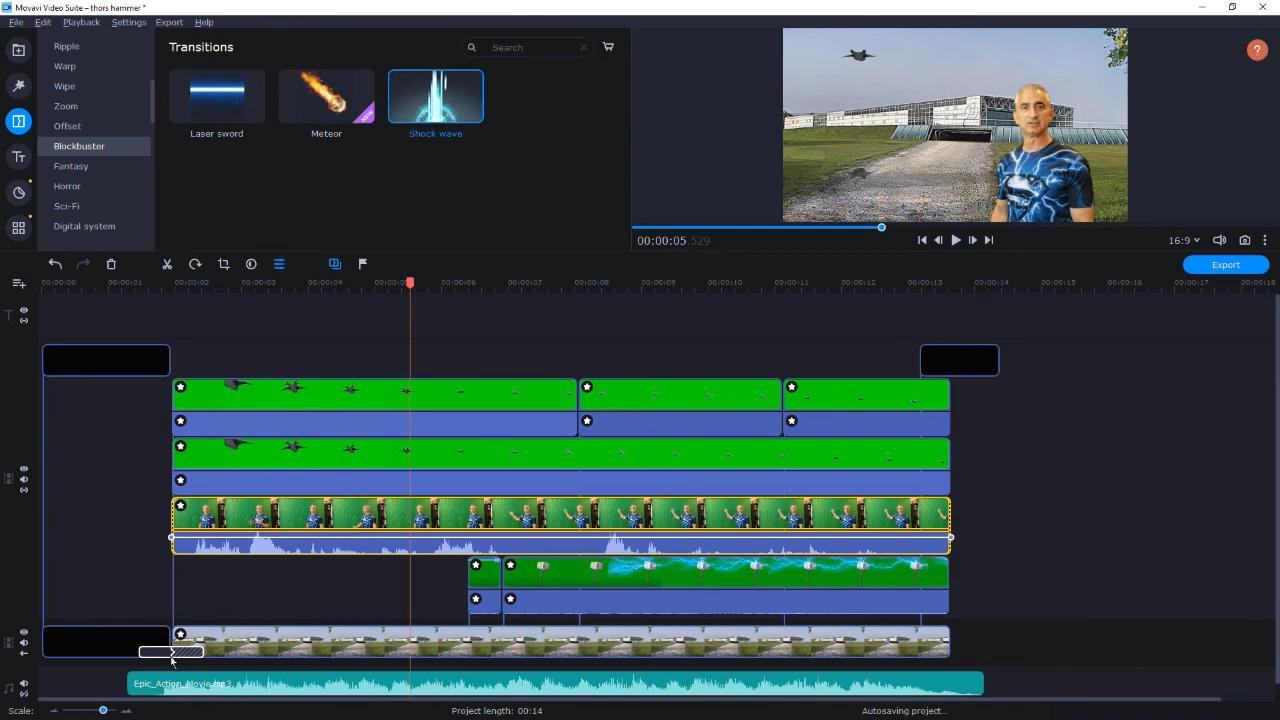 Movavi Video Suite – thors hammer *
File Edit Playback Settings Export Help
Ripple
Warp
Wipe
Zoom
Offset
Blockbuster
Fantasy
Horror
Sci-Fi
Digital system
Transitions
Search
Laser sword
Meteor
NEW
Shock wave
?
00:00:05.529
16:9
Export
00:00:00 00:00:01 00:00:02 00:00:03 00:00:04 00:00:05 00:00:06 00:00:07 00:00:08 00:00:09 00:00:10 00:00:11 00:00:12 00:00:13 00:00:14 00:00:15 00:00:16 00:00:17 00:00:18
Epic_Action_Movie.mp3
Scale:
Project length: 00:14
Autosaving project...